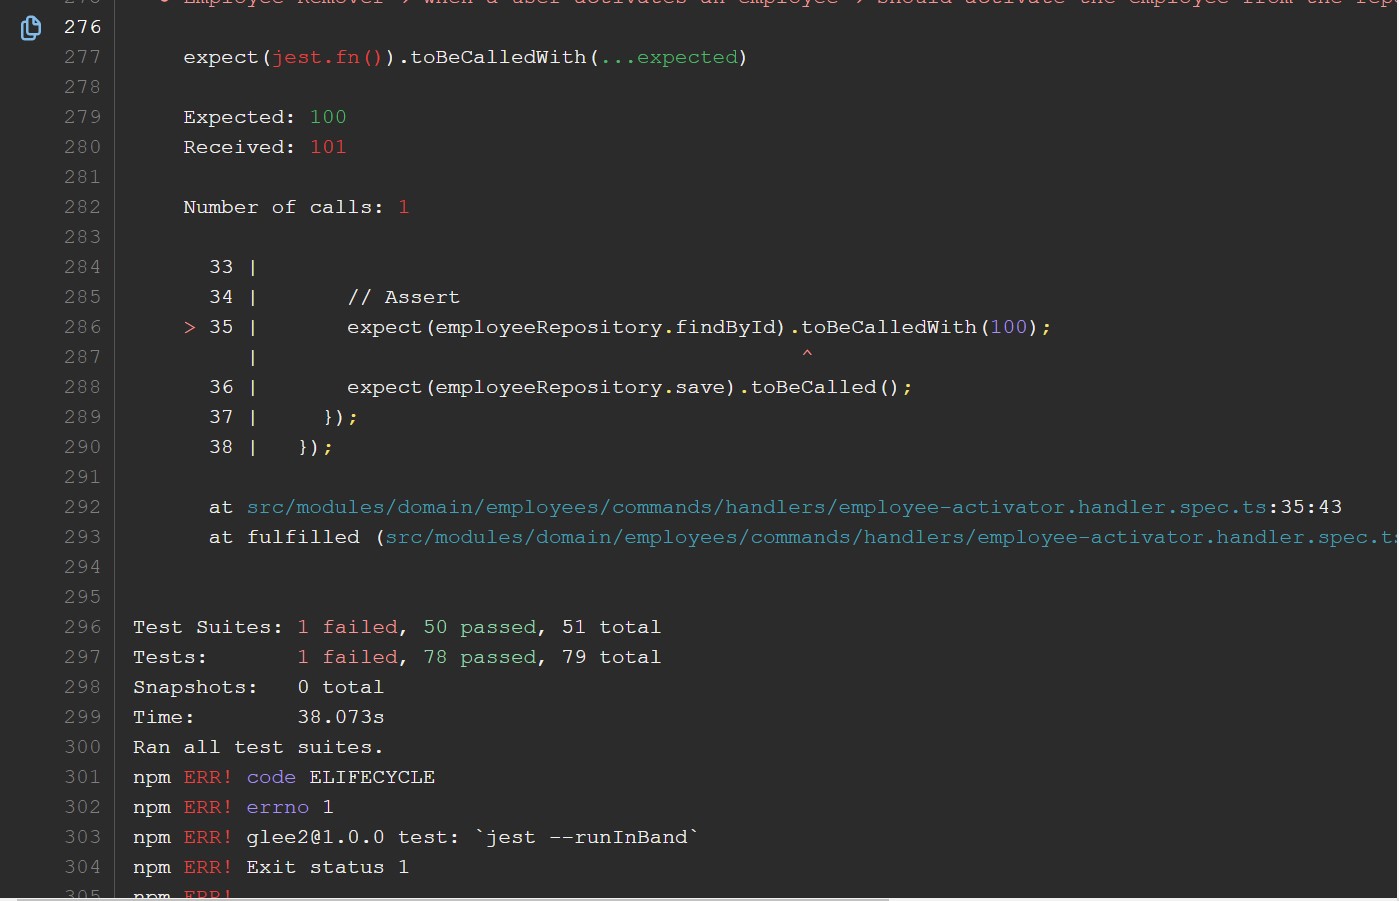 Employee Remover › when a user activates an employee › should activate the employee from the
276
277 expect(jest.fn()).toBeCalledWith(...expected)
278
279 Expected: 100
280 Received: 101
281
282 Number of calls: 1
283
284 33 |
285 34 | // Assert
286 > 35 | expect(employeeRepository.findById).toBeCalledWith(100);
287 | ^
288 36 | expect(employeeRepository.save).toBeCalled();
289 37 | });
290 38 | });
291
292 at src/modules/domain/employees/commands/handlers/employee-activator.handler.spec.ts:35:43
293 at fulfilled (src/modules/domain/employees/commands/handlers/employee-activator.handler.spec.ts
294
295
296 Test Suites: 1 failed, 50 passed, 51 total
297 Tests: 1 failed, 78 passed, 79 total
298 Snapshots: 0 total
299 Time: 38.073s
300 Ran all test suites.
301 npm ERR! code ELIFECYCLE
302 npm ERR! errno 1
303 npm ERR! glee2@1.0.0 test: `jest --runInBand`
304 npm ERR! Exit status 1
305 npm ERR!